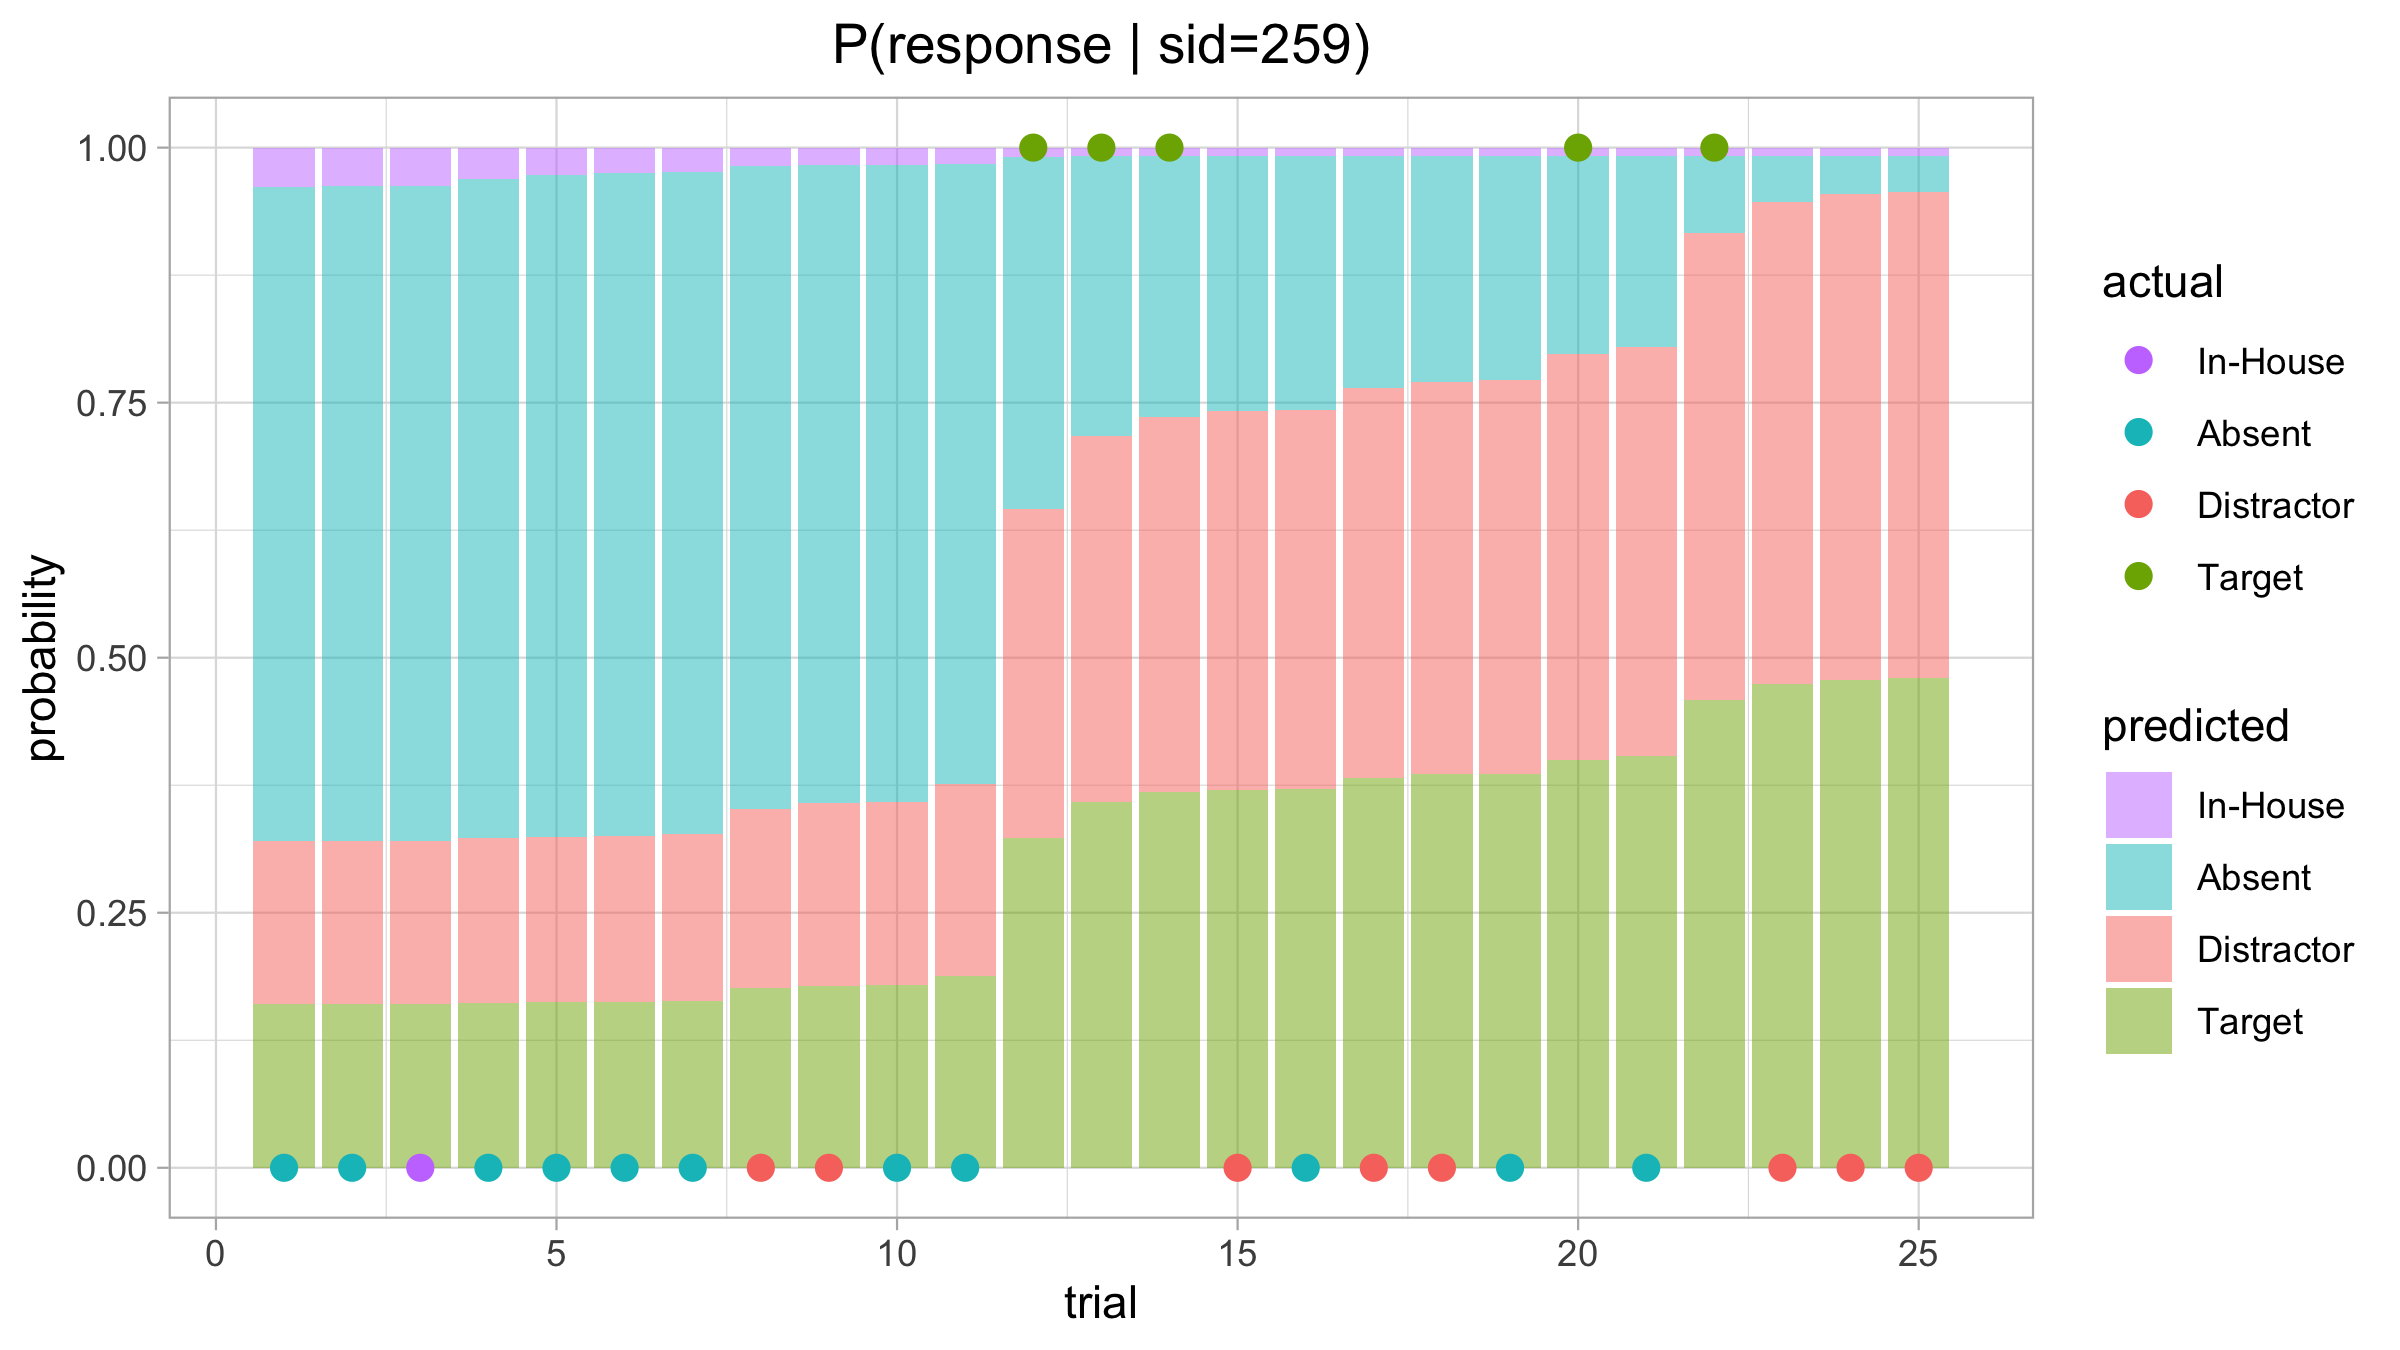 P(response | sid=259)
1.00
0.75
0.50
0.25
0.00
probability
0
5
10
15
20
25
trial
actual
In-House
Absent
Distractor
Target
predicted
In-House
Absent
Distractor
Target